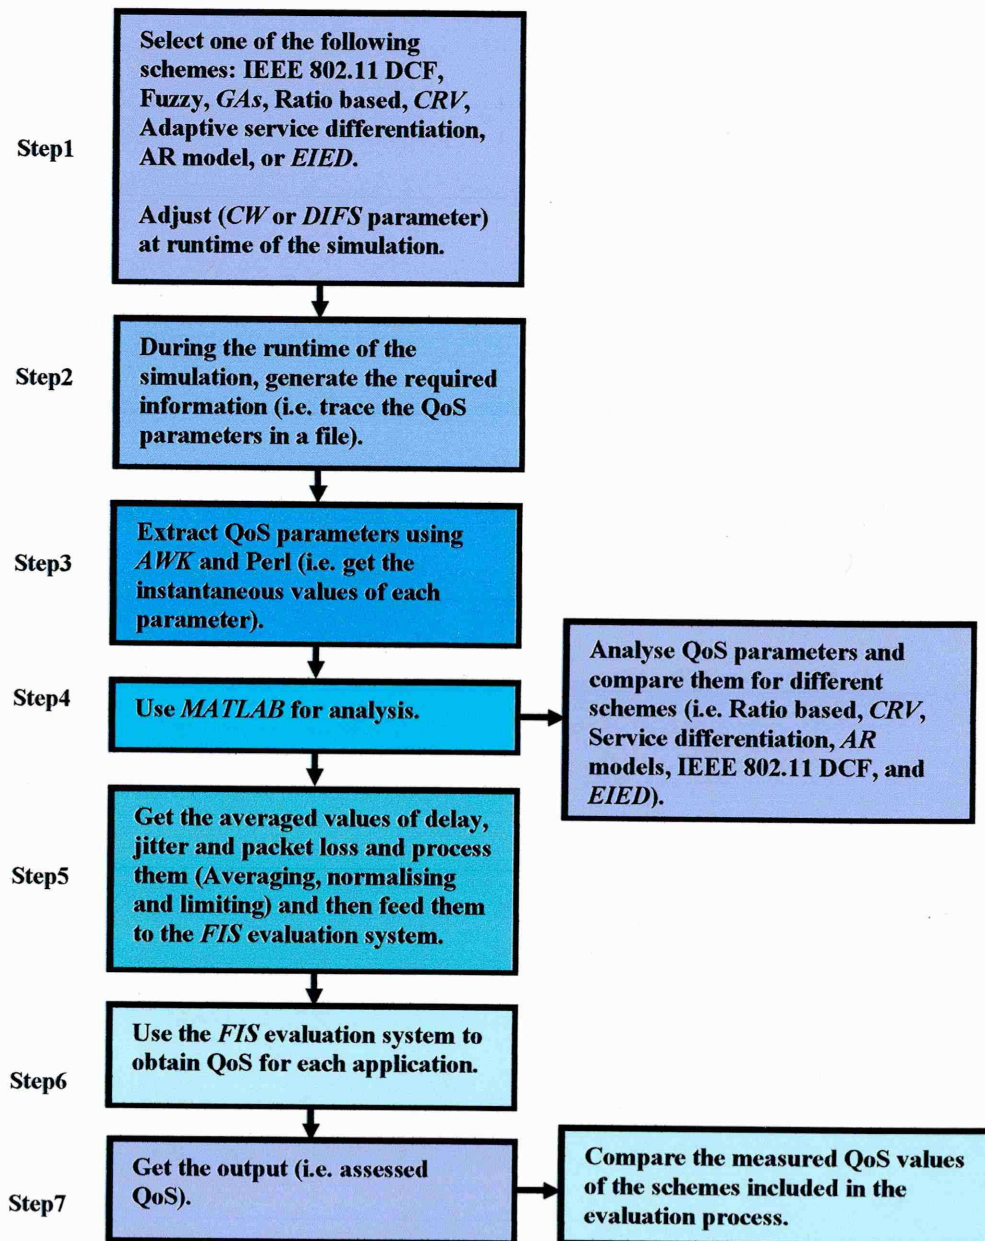 Step1
Select one of the following
schemes: IEEE 802.11 DCF,
Fuzzy, GAs, Ratio based, CRV,
Adaptive service differentiation,
AR model, or EIED.
Adjust (CW or DIFS parameter)
at runtime of the simulation.
Step2
During the runtime of the
simulation, generate the required
information (i.e. trace the QoS
parameters in a file).
Step3
Extract QoS parameters using
AWK and Perl (i.e. get the
instantaneous values of each
parameter).
Step4
Use MATLAB for analysis.
Analyse QoS parameters and
compare them for different
schemes (i.e. Ratio based, CRV,
Service differentiation, AR
models, IEEE 802.11 DCF, and
EIED).
Step5
Get the averaged values of delay,
jitter and packet loss and process
them (Averaging, normalising
and limiting) and then feed them
to the FIS evaluation system.
Step6
Use the FIS evaluation system to
obtain QoS for each application.
Step7
Get the output (i.e. assessed
QoS).
Compare the measured QoS values
of the schemes included in the
evaluation process.